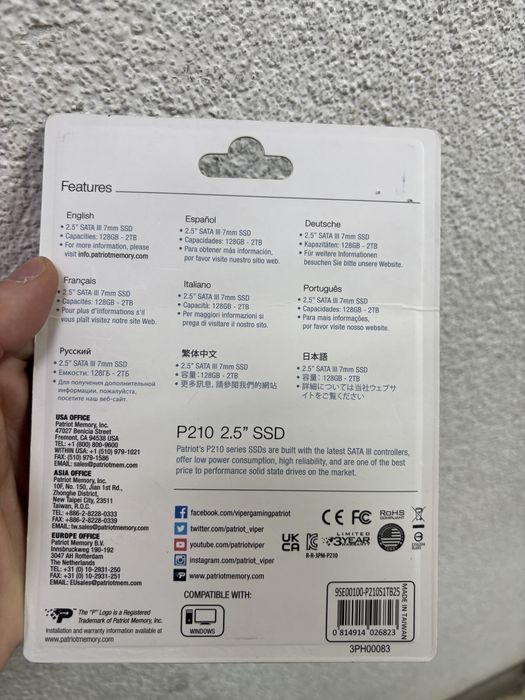 Features
English
• 2.5" SATA III 7mm SSD
• Capacities: 128GB - 2TB
• For more information, please
visit info.patriotmemory.com
Español
• 2.5" SATA III 7mm SSD
• Capacidades: 128GB - 2TB
• Para obtener más información,
por favor visite nuestro sitio web.
Deutsche
• 2.5" SATA III 7mm SSD
• Kapazitäten: 128GB - 2TB
• Für weitere Informationen
besuchen Sie bitte unsere Website.
Français
• 2.5" SATA III 7mm SSD
• Capacités: 128GB - 2TB
• Pour plus d'informations s'il
vous plaît visitez notre site Web.
Italiano
• 2.5" SATA III 7mm SSD
• Capacità: 128GB - 2TB
• Per maggiori informazioni si
prega di visitare il nostro sito.
Português
• 2.5" SATA III 7mm SSD
• Capacidades: 128GB - 2TB
• Para mais informações,
por favor visite nosso website.
Русский
• 2.5" SATA III 7mm SSD
• Емкости: 128ГБ - 2ТБ
• Для получения дополнительной
информации, пожалуйста,
посетите наш веб-сайт.
繁体中文
• 2.5" SATA III 7mm SSD
• 容量：128GB - 2TB
• 更多訊息, 請參閱我們的網站
日本語
• 2.5" SATA III 7mm SSD
• 容量： 128GB - 2TB
• 詳細については当社ウェブサ
イトをご覧ください
USA OFFICE
Patriot Memory, Inc.
47027 Benicia Street
Fremont, CA 94538 USA
TEL: +1 (800) 800-9600
WITHIN USA: +1 (510) 979-1021
FAX: (510) 979-1586
EMAIL: sales@patriotmem.com
ASIA OFFICE
Patriot Memory, Inc.
10F, No. 150, Jian 1st Rd.,
Zhonghe District,
New Taipei City, 23511
Taiwan, R.O.C.
TEL: +886-2-8228-0333
FAX: +886-2-8228-0339
EMAIL: tw.sales@patriotmem.com
EUROPE OFFICE
Patriot Memory B.V.
Innsbruckweg 190-192
3047 AH Rotterdam
The Netherlands
TEL: +31 (0) 10-2931-250
FAX: +31 (0) 10-2931-251
EMAIL: EUsales@patriotmem.com
P210 2.5" SSD
Patriot's P210 series SSDs are built with the latest SATA III controllers,
offer low power consumption, high reliability, and are one of the best
price to performance solid state drives on the market.
facebook.com/vipergamingpatriot
twitter.com/patriot_viper
youtube.com/patriotviper
instagram.com/patriot_viper
www.patriotmemory.com
CE FC RoHS
COMPLIANT
UK
CA
LIMITED
3YEAR
WARRANTY
R-R-3PM-P210
COMPATIBLE WITH:
WINDOWS
The "P" Logo is a Registered
Trademark of Patriot Memory, Inc.
Installation and warranty information available at
www.patriotmemory.com
9SE00100-P210S1TB25
0 814914 026823
MADE IN TAIWAN
3PH00083